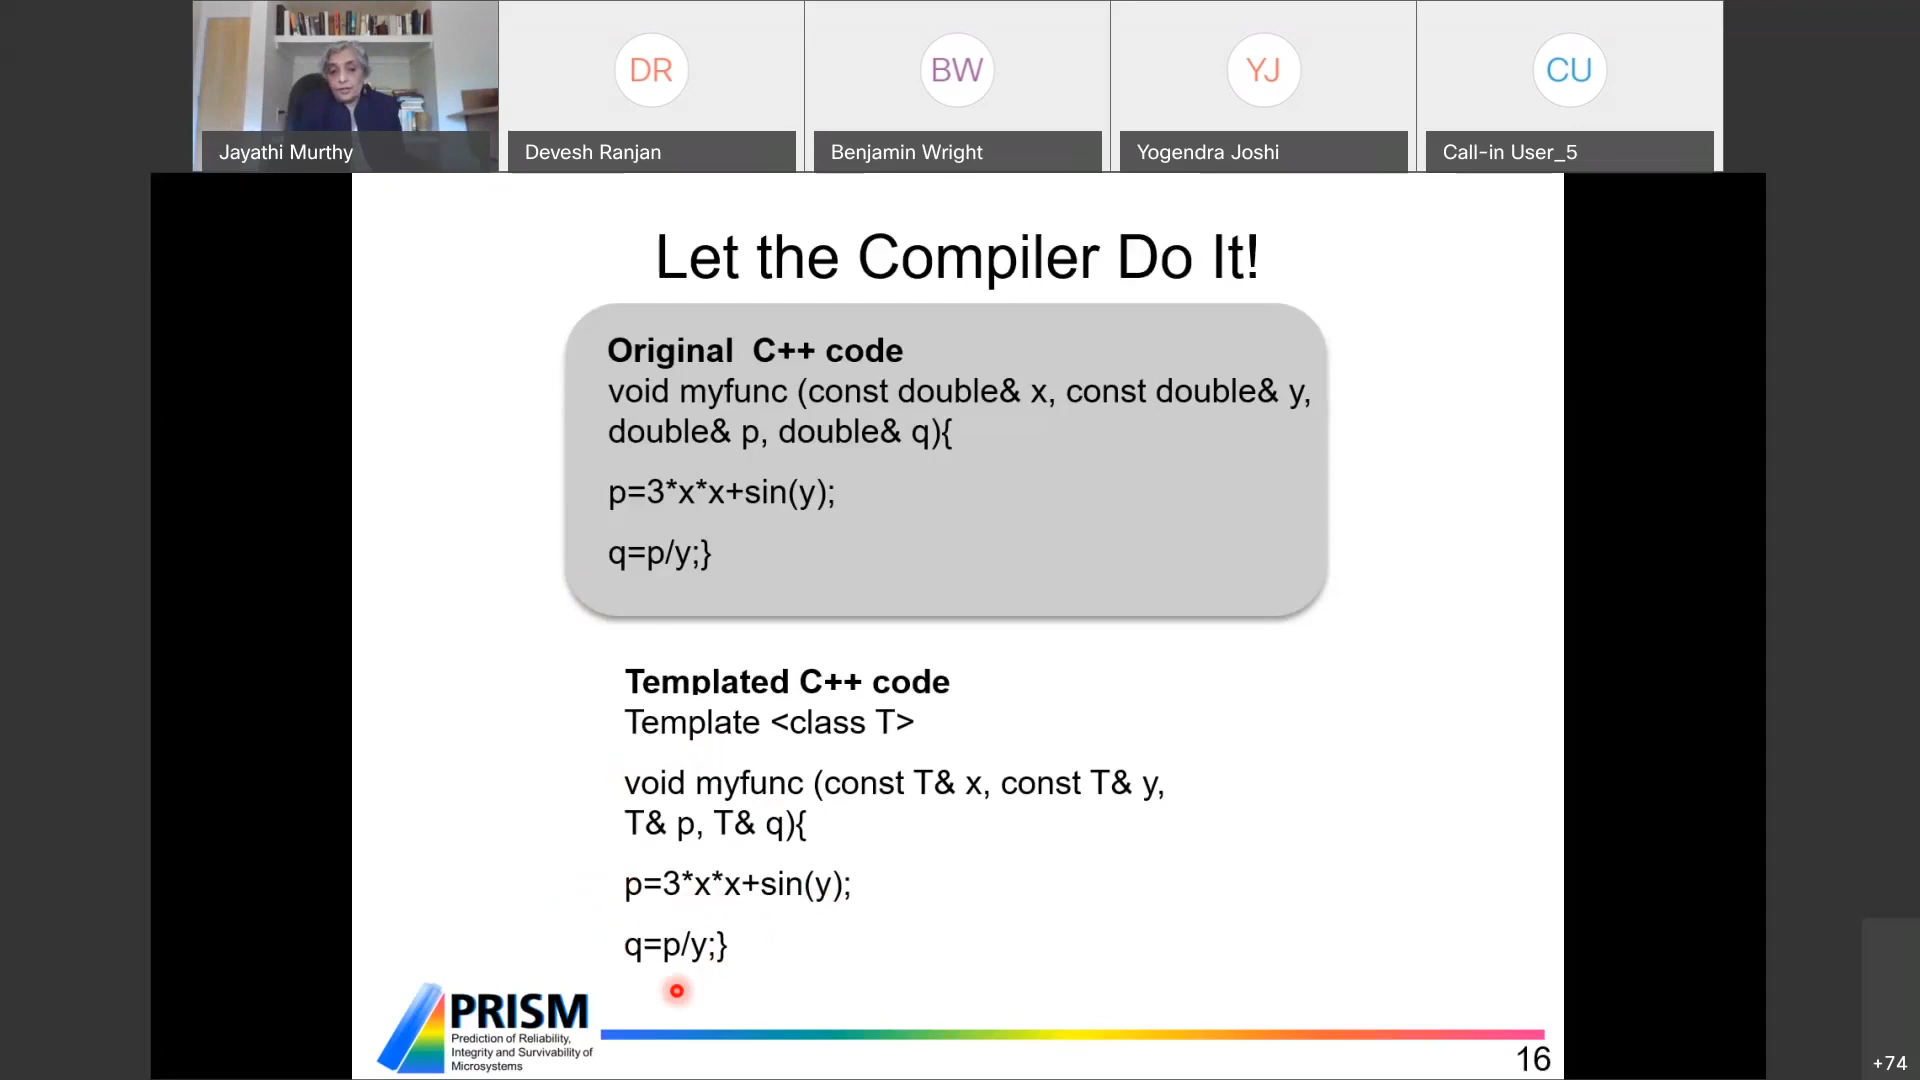 DR
BW
YJ
CU
Jayathi Murthy
Devesh Ranjan
Benjamin Wright
Yogendra Joshi
Call-in User_5
Let the Compiler Do It!
Original C++ code
void myfunc (const double& x, const double& y,
double& p, double& q){
p=3*x*x+sin(y);
q=p/y;}
Templated C++ code
Template <class T>
void myfunc (const T& x, const T& y,
T& p, T& q){
p=3*x*x+sin(y);
q=p/y;}
PRISM
Prediction of Reliability,
Integrity and Survivability of
Microsystems
16
+74